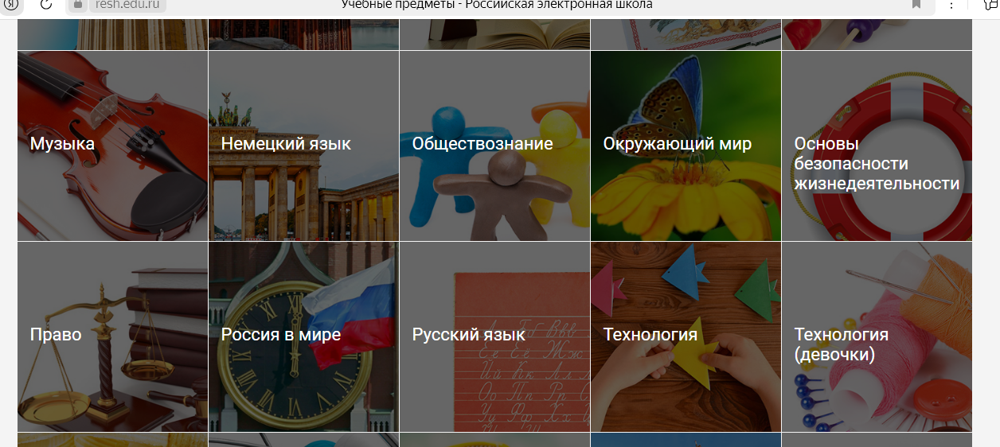 resh.edu.ru
Учебные предметы - Российская электронная школа
Музыка
Немецкий язык
Обществознание
Окружающий мир
Основы
безопасности
жизнедеятельности
Право
Россия в мире
Русский язык
Технология
Технология
(девочки)